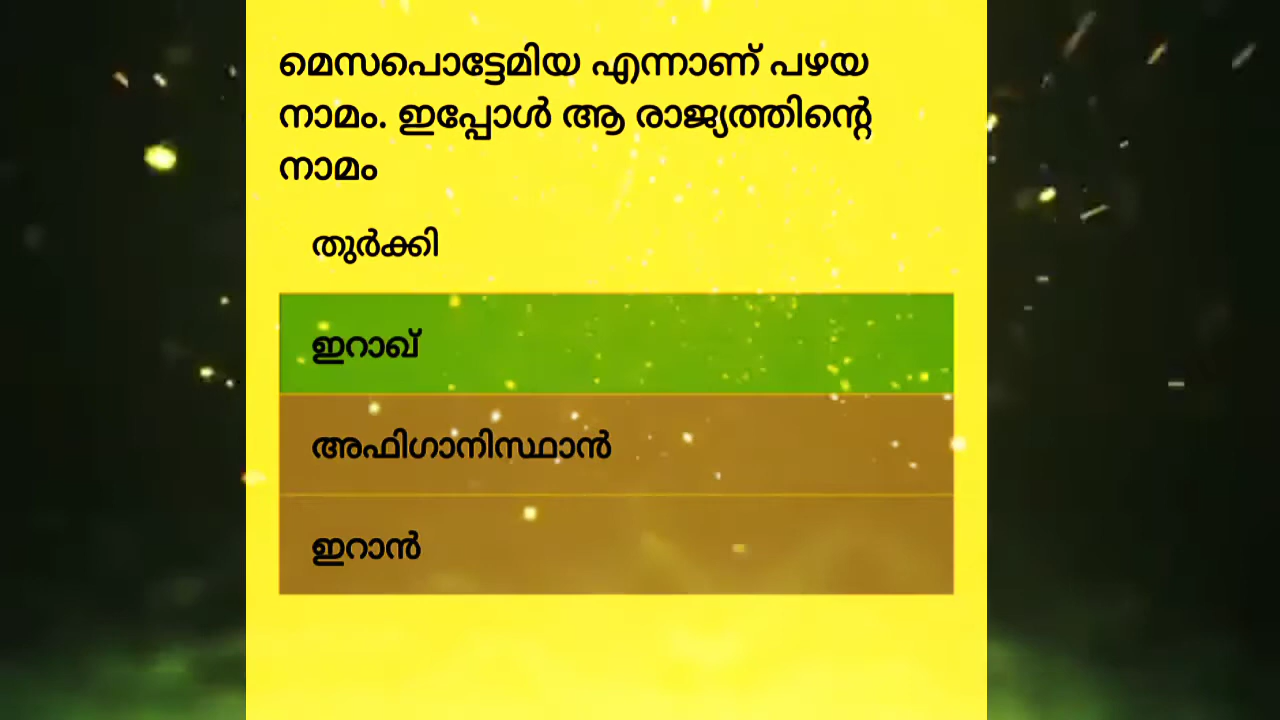 മെസപൊട്ടേമിയ എന്നാണ് പഴയ
നാമം. ഇപ്പോൾ ആ രാജ്യത്തിന്റെ
നാമം
തുർക്കി
ഇറാഖ്
അഫിഗാനിസ്ഥാൻ
ഇറാൻ